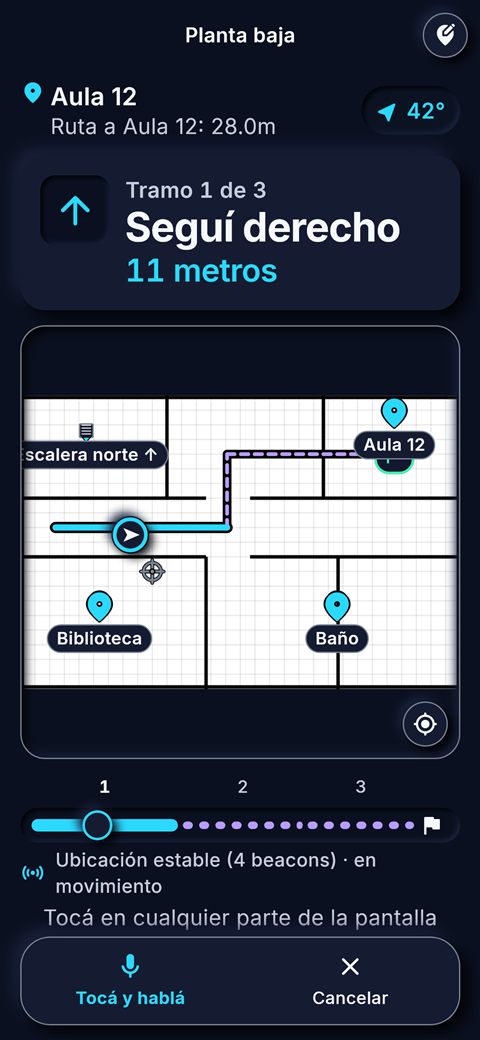 Planta baja
Aula 12
Ruta a Aula 12: 28.0m
42°
Tramo 1 de 3
Seguí derecho
11 metros
Aula 12
scalera norte ↑
Biblioteca
Baño
1 2 3
Ubicación estable (4 beacons) · en
movimiento
Tocá en cualquier parte de la pantalla
Tocá y hablá
Cancelar